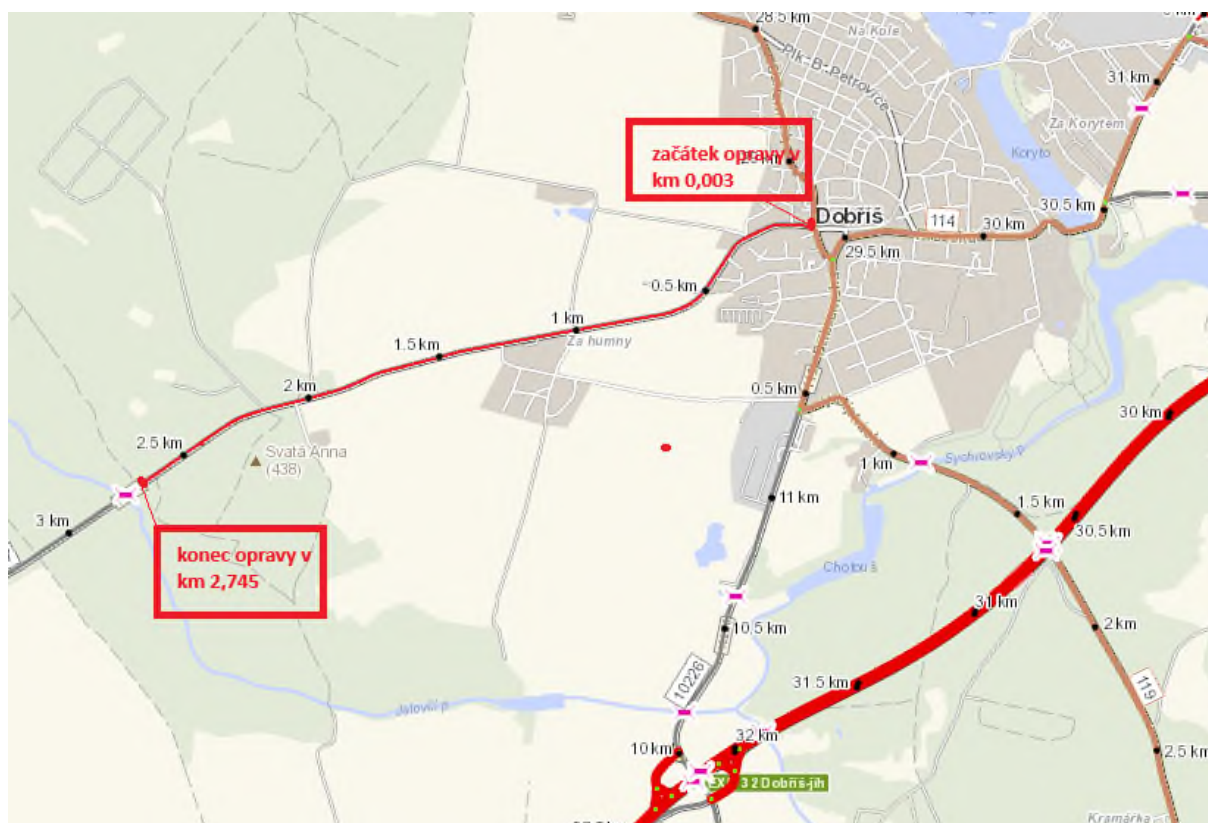 28.5 km
Na Kole
Plk-B-Petroviče
31 km
Za Korytem
Koryto
začátek opravy v
km 0,003
Dobříš
114
30 km
30.5 km
29.5 km
0.5 km
1 km
Za humny
1.5 km
2 km
0.5 km
30 km
2.5 km
Svatá Anna
(438)
1 km
Sychrovský p.
11 km
1.5 km
30,5 km
3 km
konec opravy v
km 2,745
Chotouš
31 km
10,5 km
2 km
10226
31.5 km
119
Jalový p.
10 km
32 km
2.5 km
32 Dobříš-jih
Kramářka